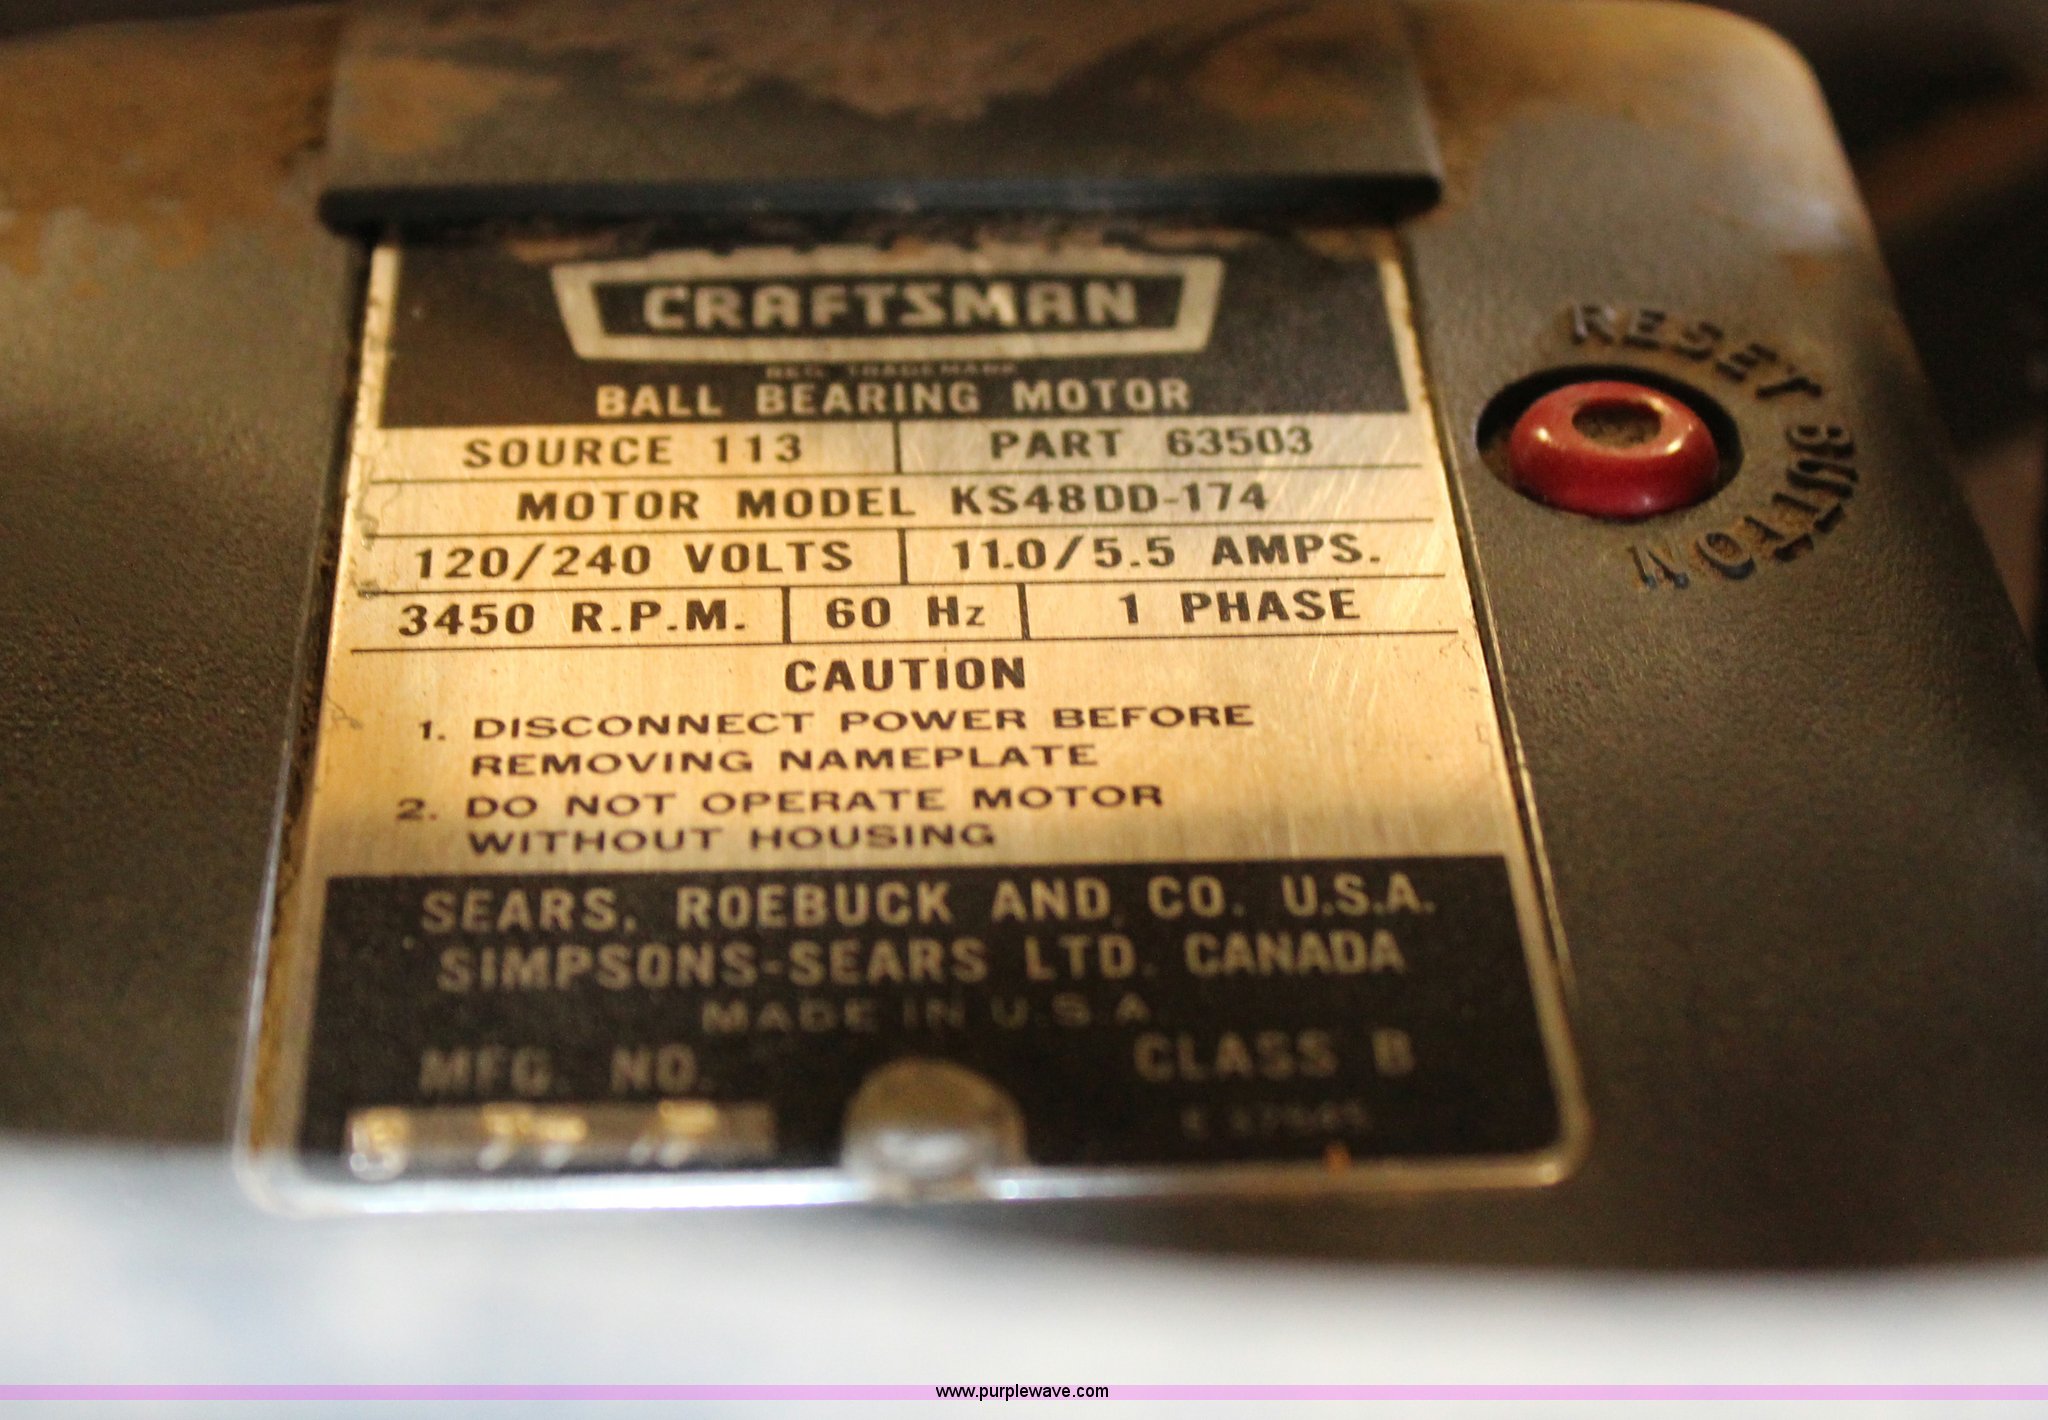 CRAFTSMAN
REG. TRADEMARK
BALL BEARING MOTOR
SOURCE 113 PART 63503
MOTOR MODEL KS48DD-174
120/240 VOLTS 11.0/5.5 AMPS.
3450 R.P.M. 60 Hz 1 PHASE
CAUTION
1. DISCONNECT POWER BEFORE
REMOVING NAMEPLATE
2. DO NOT OPERATE MOTOR
WITHOUT HOUSING
SEARS, ROEBUCK AND CO. U.S.A.
SIMPSONS-SEARS LTD. CANADA
MADE IN U.S.A.
MFG. NO. CLASS B
RESET BUTTON
www.purplewave.com